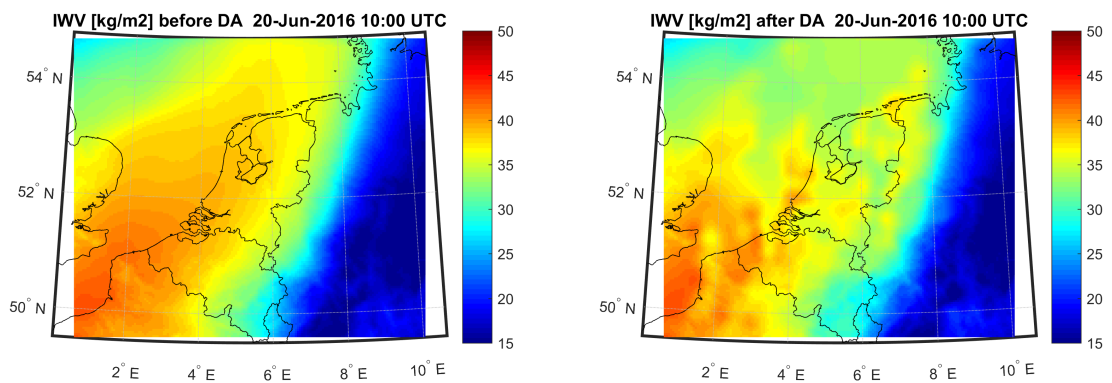 IWV [kg/m2] before DA 20-Jun-2016 10:00 UTC
54° N
52° N
50° N
2° E
4° E
6° E
8° E
10° E
50
45
40
35
30
25
20
15
IWV [kg/m2] after DA 20-Jun-2016 10:00 UTC
54° N
52° N
50° N
2° E
4° E
6° E
8° E
10° E
50
45
40
35
30
25
20
15